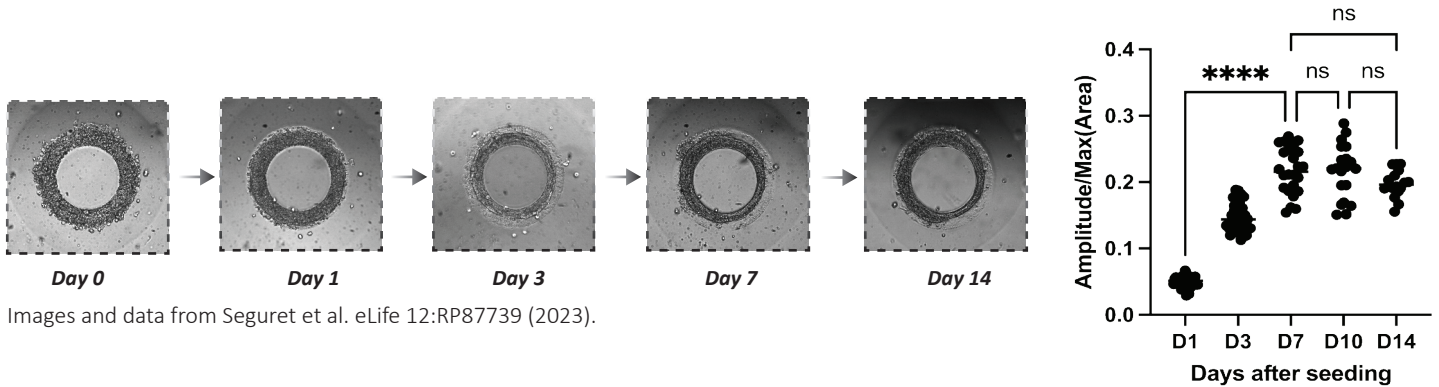 Day 0
Day 1
Day 3
Day 7
Day 14
Images and data from Seguret et al. eLife 12:RP87739 (2023).
ns
**** ns ns
Amplitude/Max(Area)
0.4
0.3
0.2
0.1
0.0
D1 D3 D7 D10 D14
Days after seeding